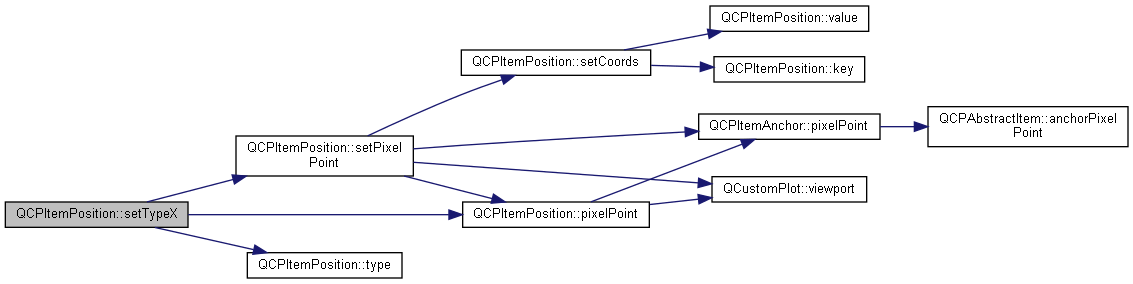 QCPItemPosition::value
QCPItemPosition::setCoords
QCPItemPosition::key
QCPItemAnchor::pixelPoint
QCPAbstractItem::anchorPixel
Point
QCPItemPosition::setPixel
Point
QCustomPlot::viewport
QCPItemPosition::setTypeX
QCPItemPosition::pixelPoint
QCPItemPosition::type